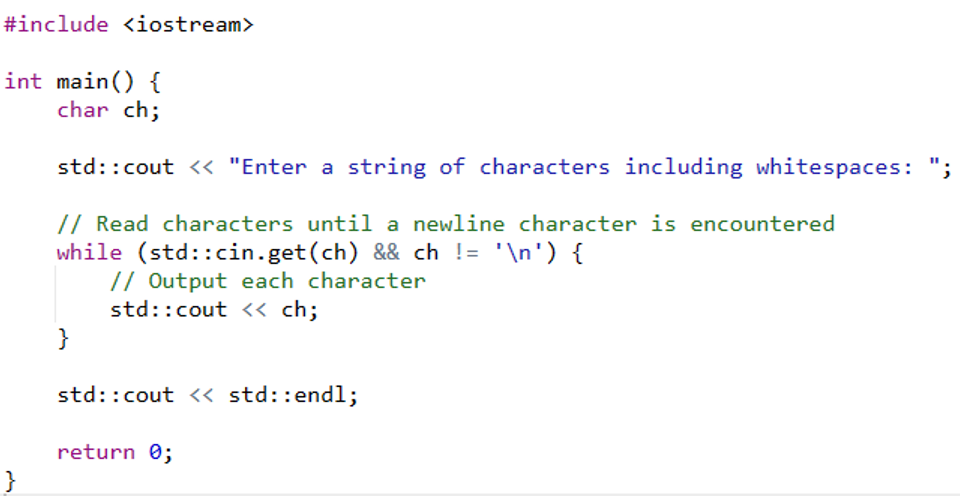 #include <iostream>
int main() {
char ch;
std::cout << "Enter a string of characters including whitespaces: ";
// Read characters until a newline character is encountered
while (std::cin.get(ch) && ch != '\n') {
// Output each character
std::cout << ch;
}
std::cout << std::endl;
return 0;
}